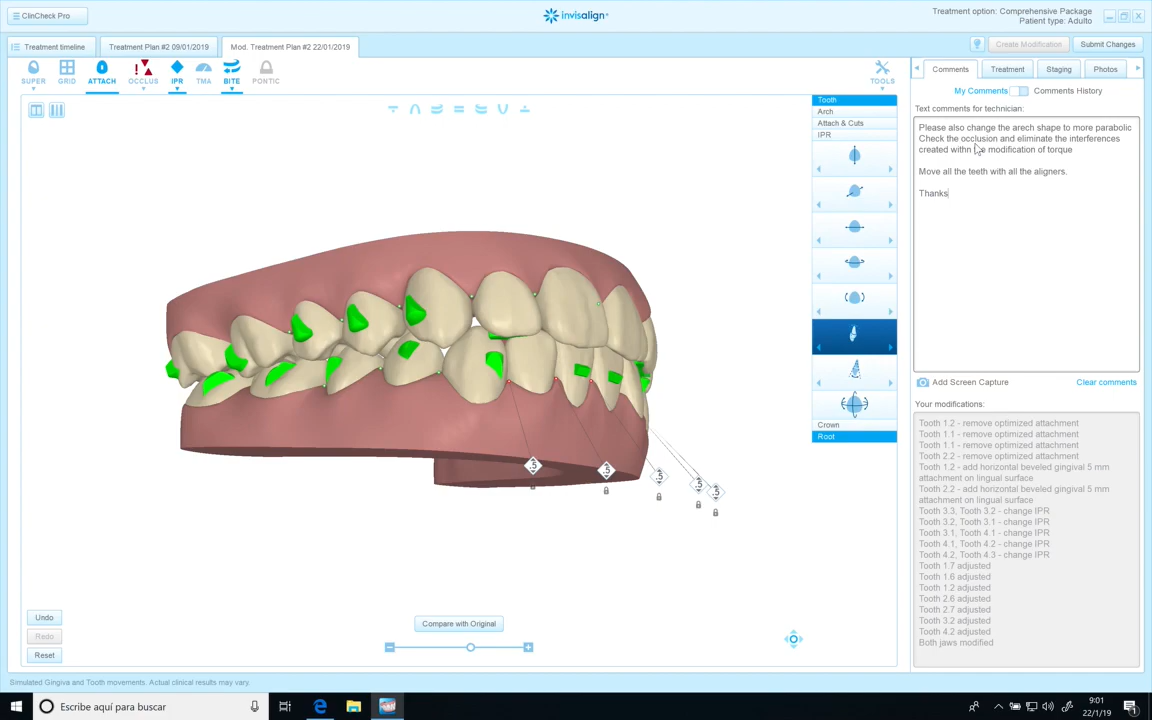 ClinCheck Pro
invisalign
Treatment option: Comprehensive Package
Patient type: Adulto
Treatment timeline
Treatment Plan #2 09/01/2019
Mod. Treatment Plan #2 22/01/2019
Create Modification
Submit Changes
SUPER
GRID
ATTACH
OCCLUS
IPR
TMA
BITE
PONTIC
TOOLS
Comments
Treatment
Staging
Photos
My Comments
Comments History
Text comments for technician:
Please also change the arech shape to more parabolic
Check the occlusion and eliminate the interferences
created withn the modification of torque
Move all the teeth with all the aligners.
Thanks
Tooth
Arch
Attach & Cuts
IPR
Crown
Root
Add Screen Capture
Clear comments
Your modifications:
Tooth 1.2 - remove optimized attachment
Tooth 1.1 - remove optimized attachment
Tooth 1.1 - remove optimized attachment
Tooth 2.2 - remove optimized attachment
Tooth 1.2 - add horizontal beveled gingival 5 mm
attachment on lingual surface
Tooth 2.2 - add horizontal beveled gingival 5 mm
attachment on lingual surface
Tooth 3.3, Tooth 3.2 - change IPR
Tooth 3.2, Tooth 3.1 - change IPR
Tooth 3.1, Tooth 4.1 - change IPR
Tooth 4.1, Tooth 4.2 - change IPR
Tooth 4.2, Tooth 4.3 - change IPR
Tooth 1.7 adjusted
Tooth 1.6 adjusted
Tooth 1.2 adjusted
Tooth 2.6 adjusted
Tooth 2.7 adjusted
Tooth 3.2 adjusted
Tooth 4.2 adjusted
Both jaws modified
.5
.5
.5
.5
.5
Undo
Redo
Reset
Compare with Original
Simulated Gingiva and Tooth movements. Actual clinical results may vary.
Escribe aquí para buscar
9:01
22/1/19